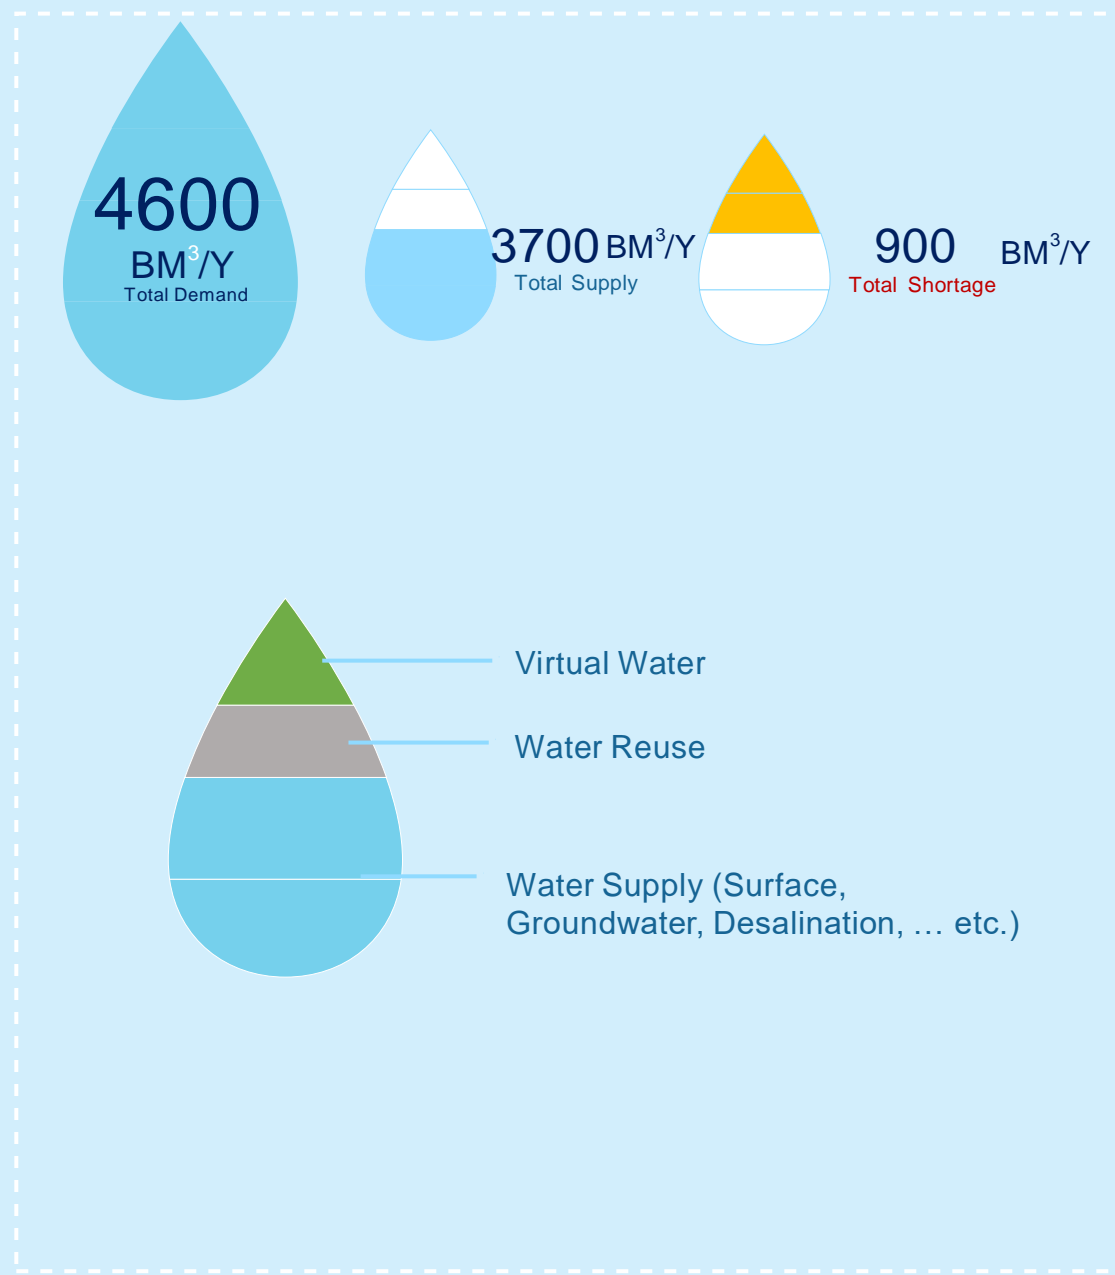 4600
BM³/Y
Total Demand
3700 BM³/Y
Total Supply
900 BM³/Y
Total Shortage
Virtual Water
Water Reuse
Water Supply (Surface,
Groundwater, Desalination, … etc.)